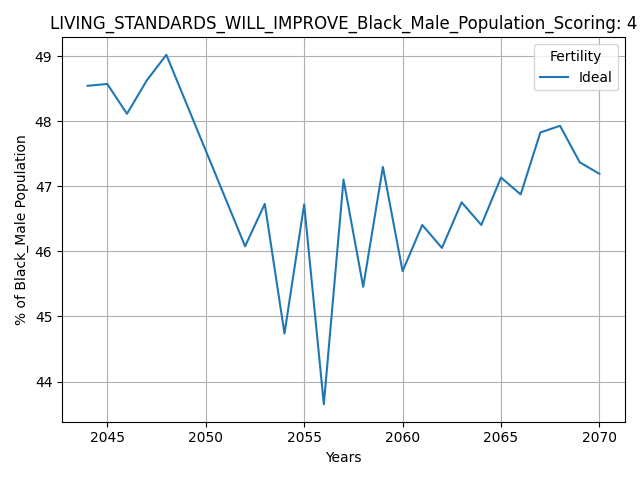 LIVING_STANDARDS_WILL_IMPROVE_Black_Male_Population_Scoring: 4
Fertility
Ideal
49
48
47
46
45
44
% of Black_Male Population
2045 2050 2055 2060 2065 2070
Years